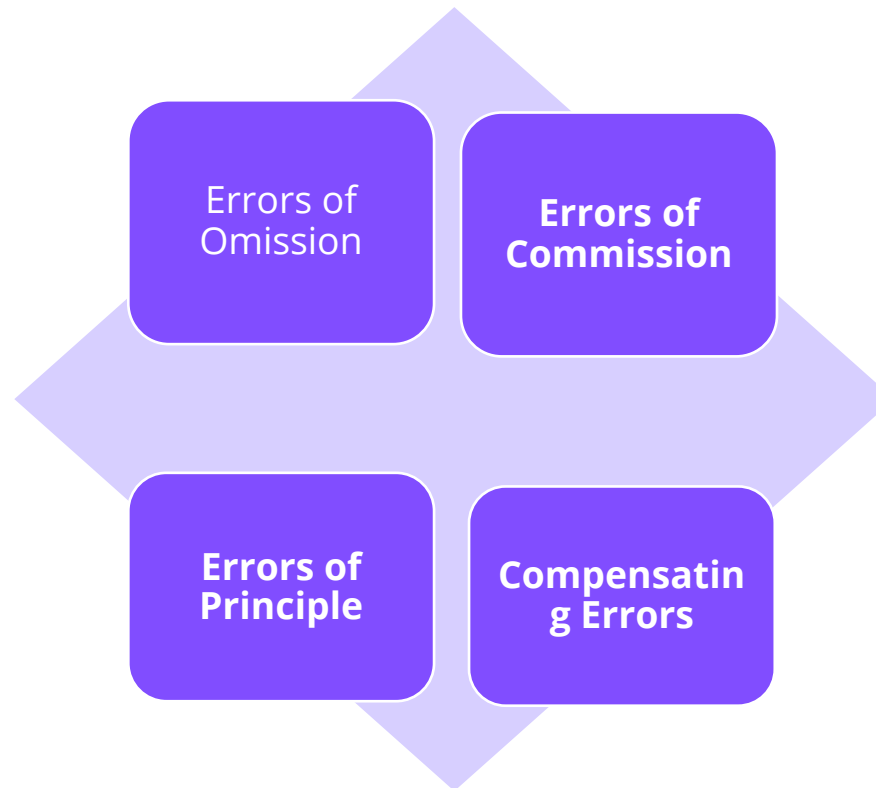 Errors of
Omission
Errors of
Commission
Errors of
Principle
Compensatin
g Errors